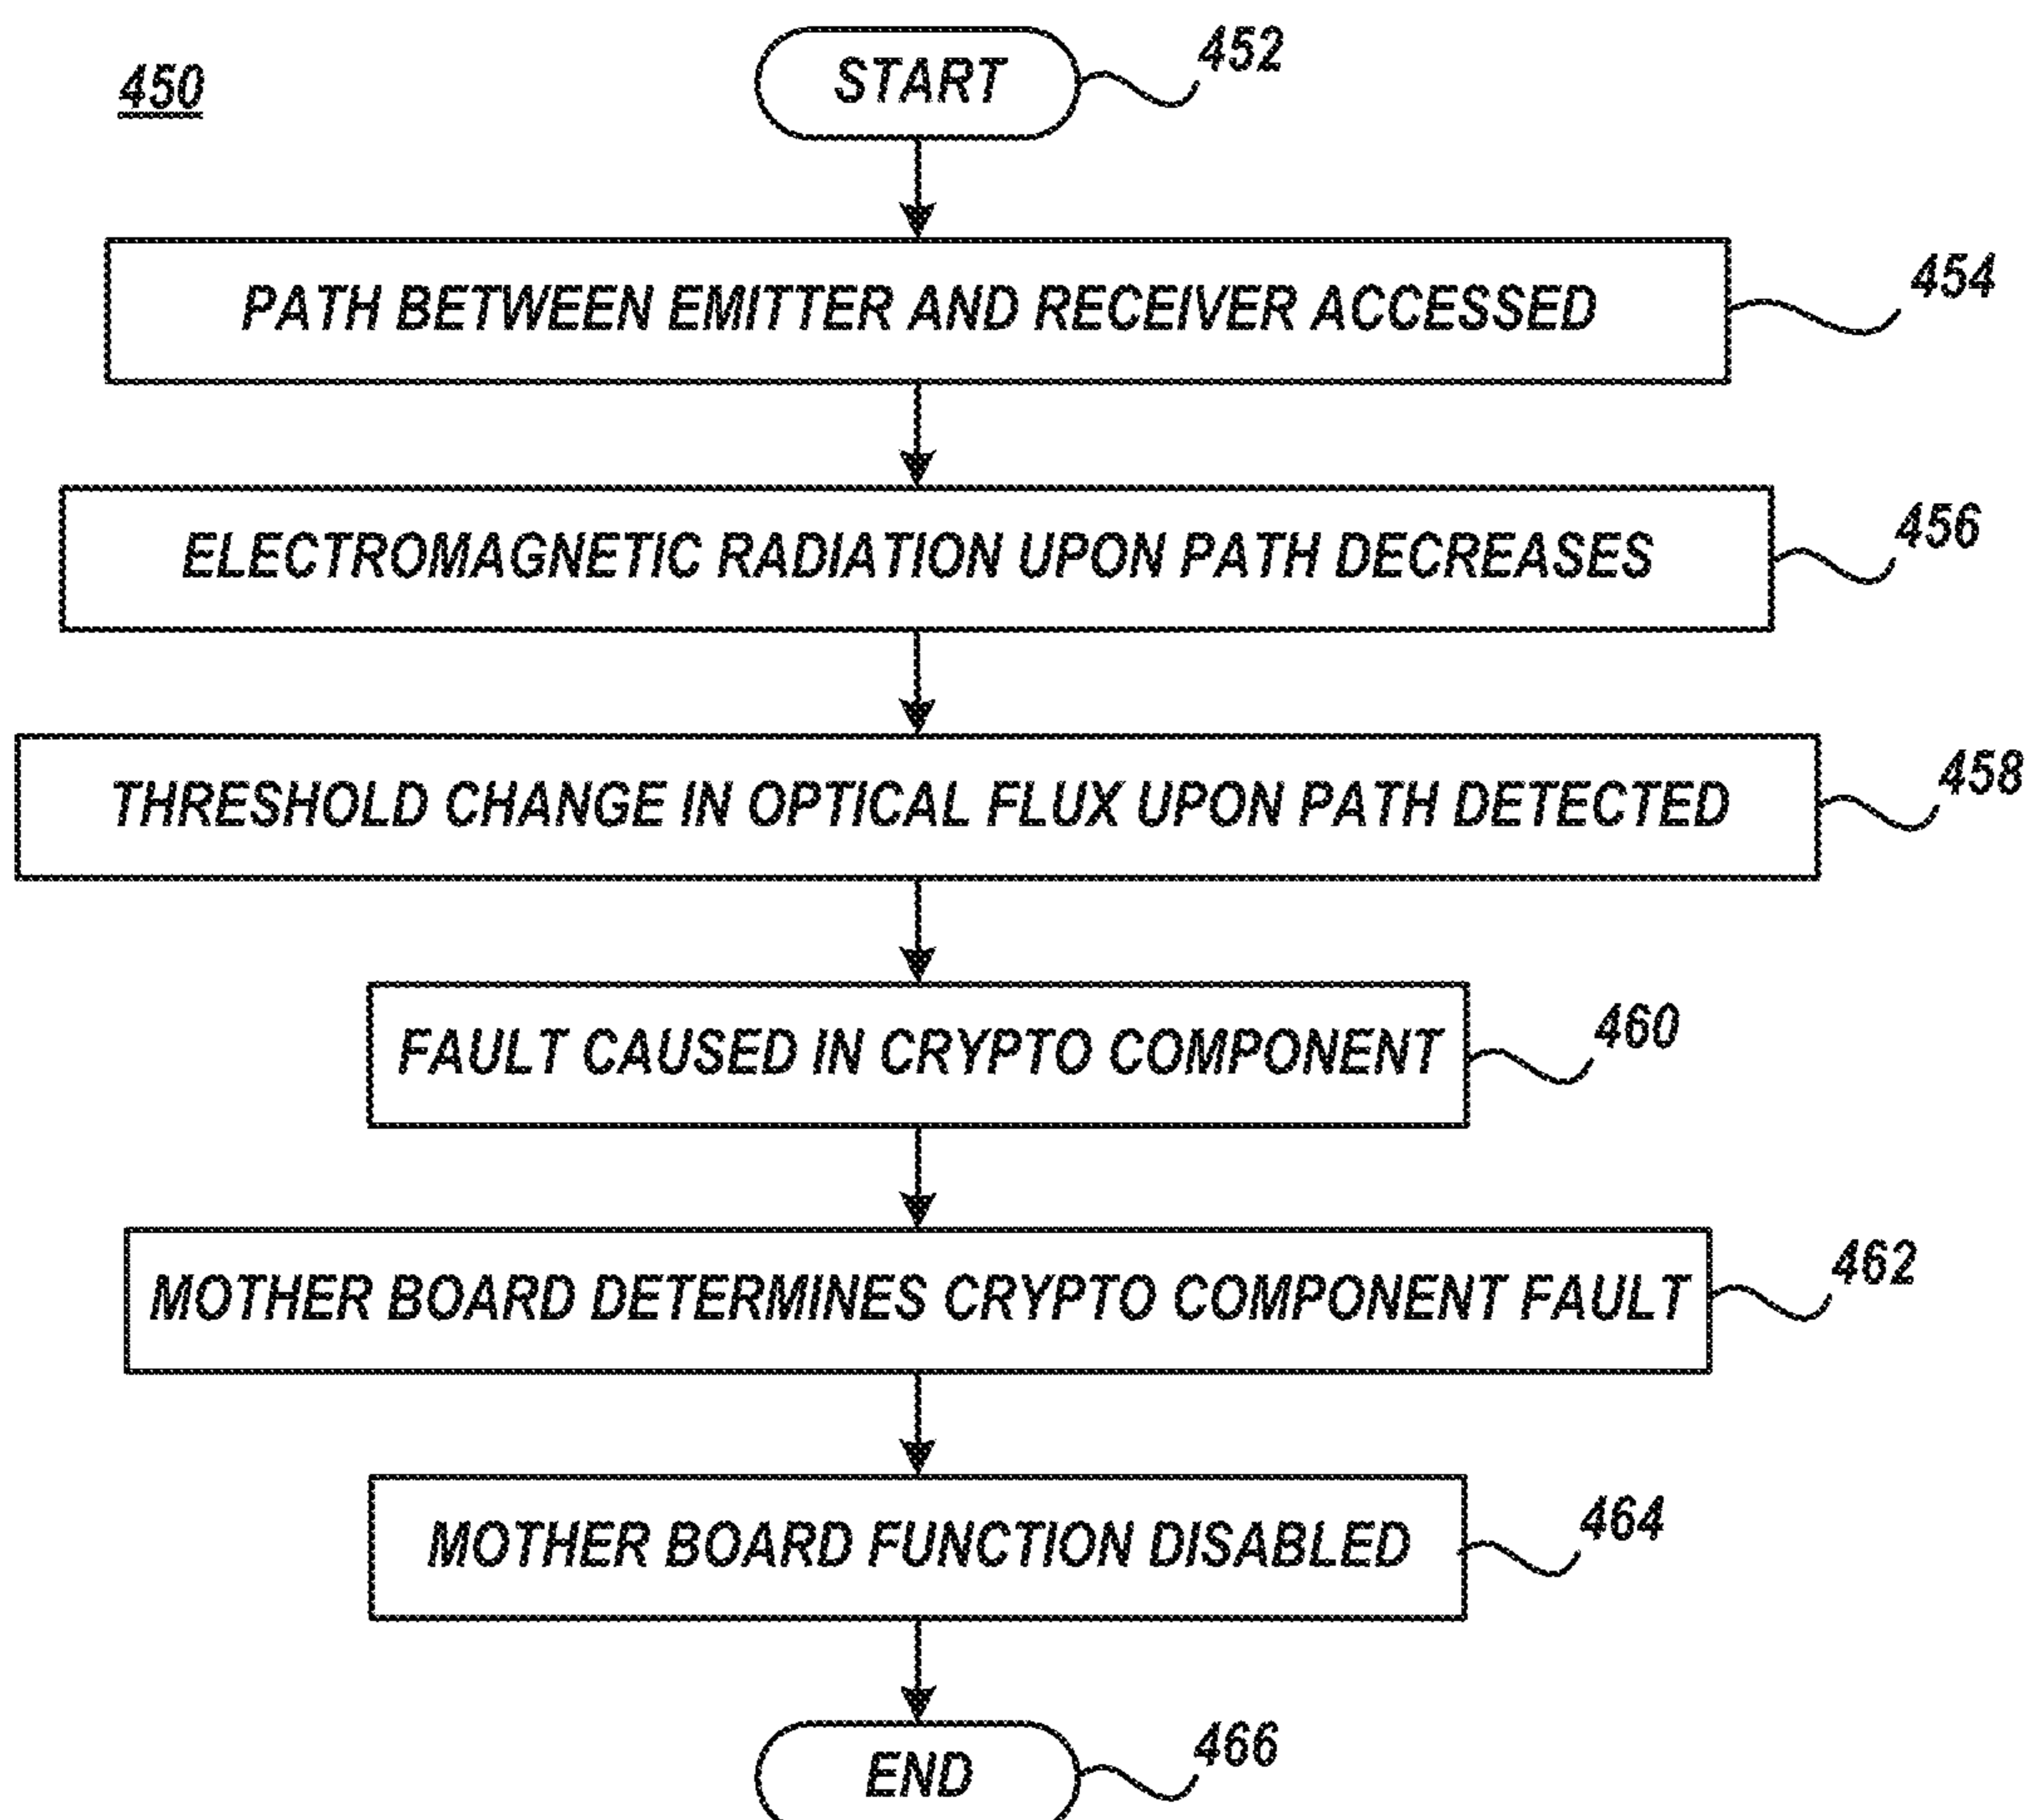 450
START
452
PATH BETWEEN EMITTER AND RECEIVER ACCESSED
454
ELECTROMAGNETIC RADIATION UPON PATH DECREASES
456
THRESHOLD CHANGE IN OPTICAL FLUX UPON PATH DETECTED
458
FAULT CAUSED IN CRYPTO COMPONENT
460
MOTHER BOARD DETERMINES CRYPTO COMPONENT FAULT
462
MOTHER BOARD FUNCTION DISABLED
464
END
466